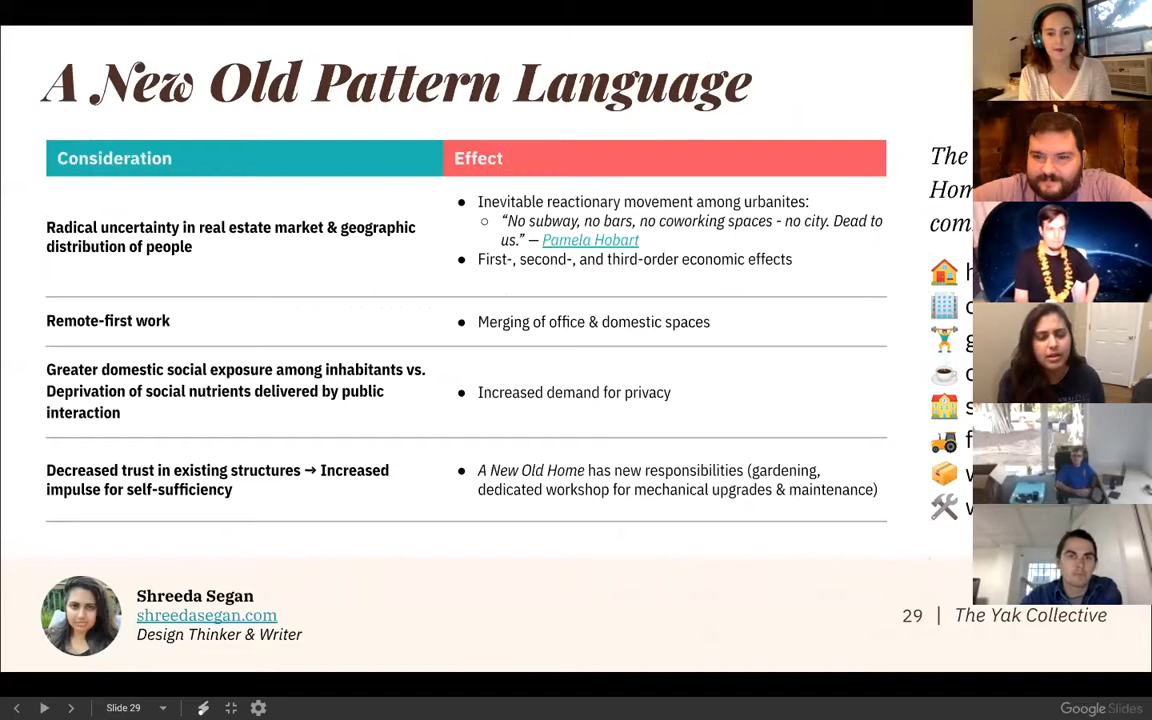 A New Old Pattern Language
Consideration
Effect
Radical uncertainty in real estate market & geographic
distribution of people
● Inevitable reactionary movement among urbanites:
○ “No subway, no bars, no coworking spaces - no city. Dead to
us.” — Pamela Hobart
● First-, second-, and third-order economic effects
Remote-first work
● Merging of office & domestic spaces
Greater domestic social exposure among inhabitants vs.
Deprivation of social nutrients delivered by public
interaction
● Increased demand for privacy
Decreased trust in existing structures → Increased
impulse for self-sufficiency
● A New Old Home has new responsibilities (gardening,
dedicated workshop for mechanical upgrades & maintenance)
The
Shreeda Segan
shreedasegan.com
Design Thinker & Writer
29 | The Yak Collective
Slide 29
Google Slides